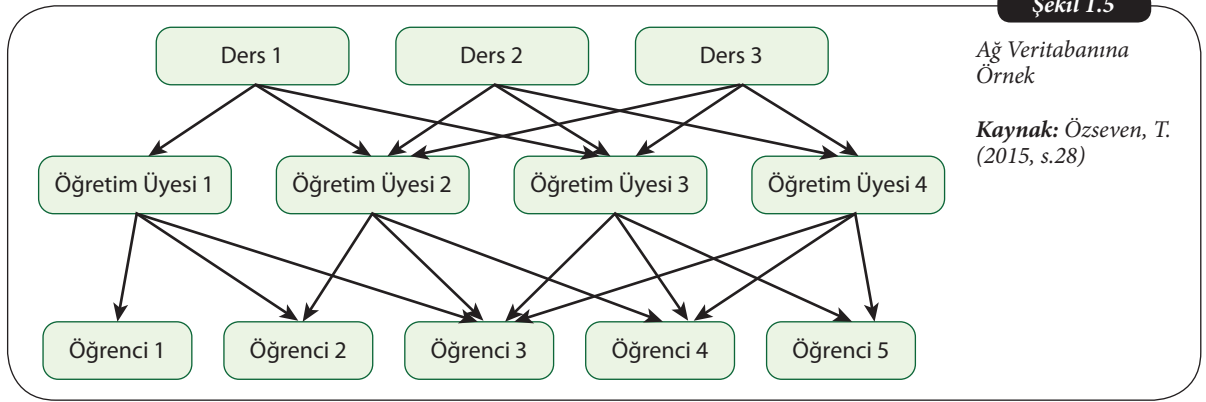 Şekil 1.5
Ağ Veritabanına
Örnek
Kaynak: Özseven, T.
(2015, s.28)
Ders 1
Ders 2
Ders 3
Öğretim Üyesi 1
Öğretim Üyesi 2
Öğretim Üyesi 3
Öğretim Üyesi 4
Öğrenci 1
Öğrenci 2
Öğrenci 3
Öğrenci 4
Öğrenci 5